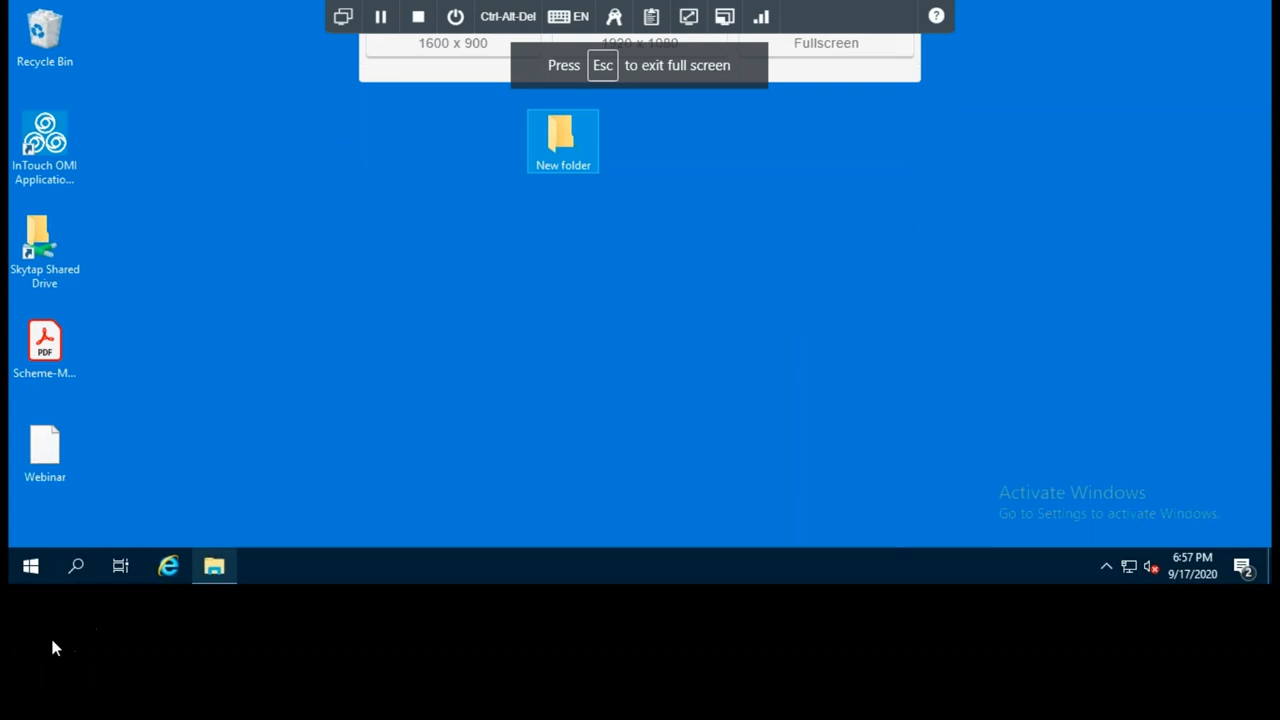 Ctrl-Alt-Del
EN
?
1600 x 900
1920 x 1080
Fullscreen
Press Esc to exit full screen
Recycle Bin
New folder
InTouch OMI
Applicatio...
Skytap Shared
Drive
PDF
Scheme-M...
Webinar
Activate Windows
Go to Settings to activate Windows.
6:57 PM
9/17/2020
2